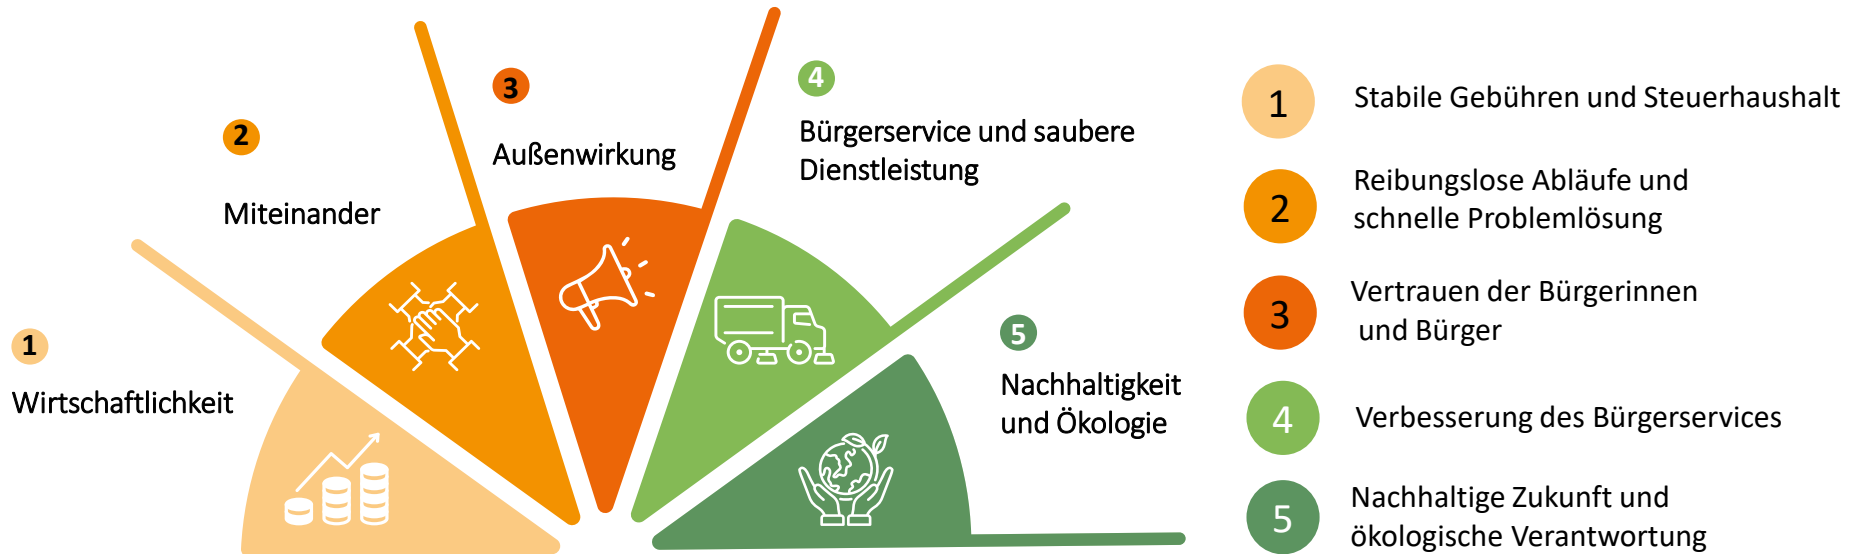 1
Wirtschaftlichkeit
2
Miteinander
3
Außenwirkung
4
Bürgerservice und saubere
Dienstleistung
5
Nachhaltigkeit
und Ökologie
1 Stabile Gebühren und Steuerhaushalt
2 Reibungslose Abläufe und
schnelle Problemlösung
3 Vertrauen der Bürgerinnen
und Bürger
4 Verbesserung des Bürgerservices
5 Nachhaltige Zukunft und
ökologische Verantwortung